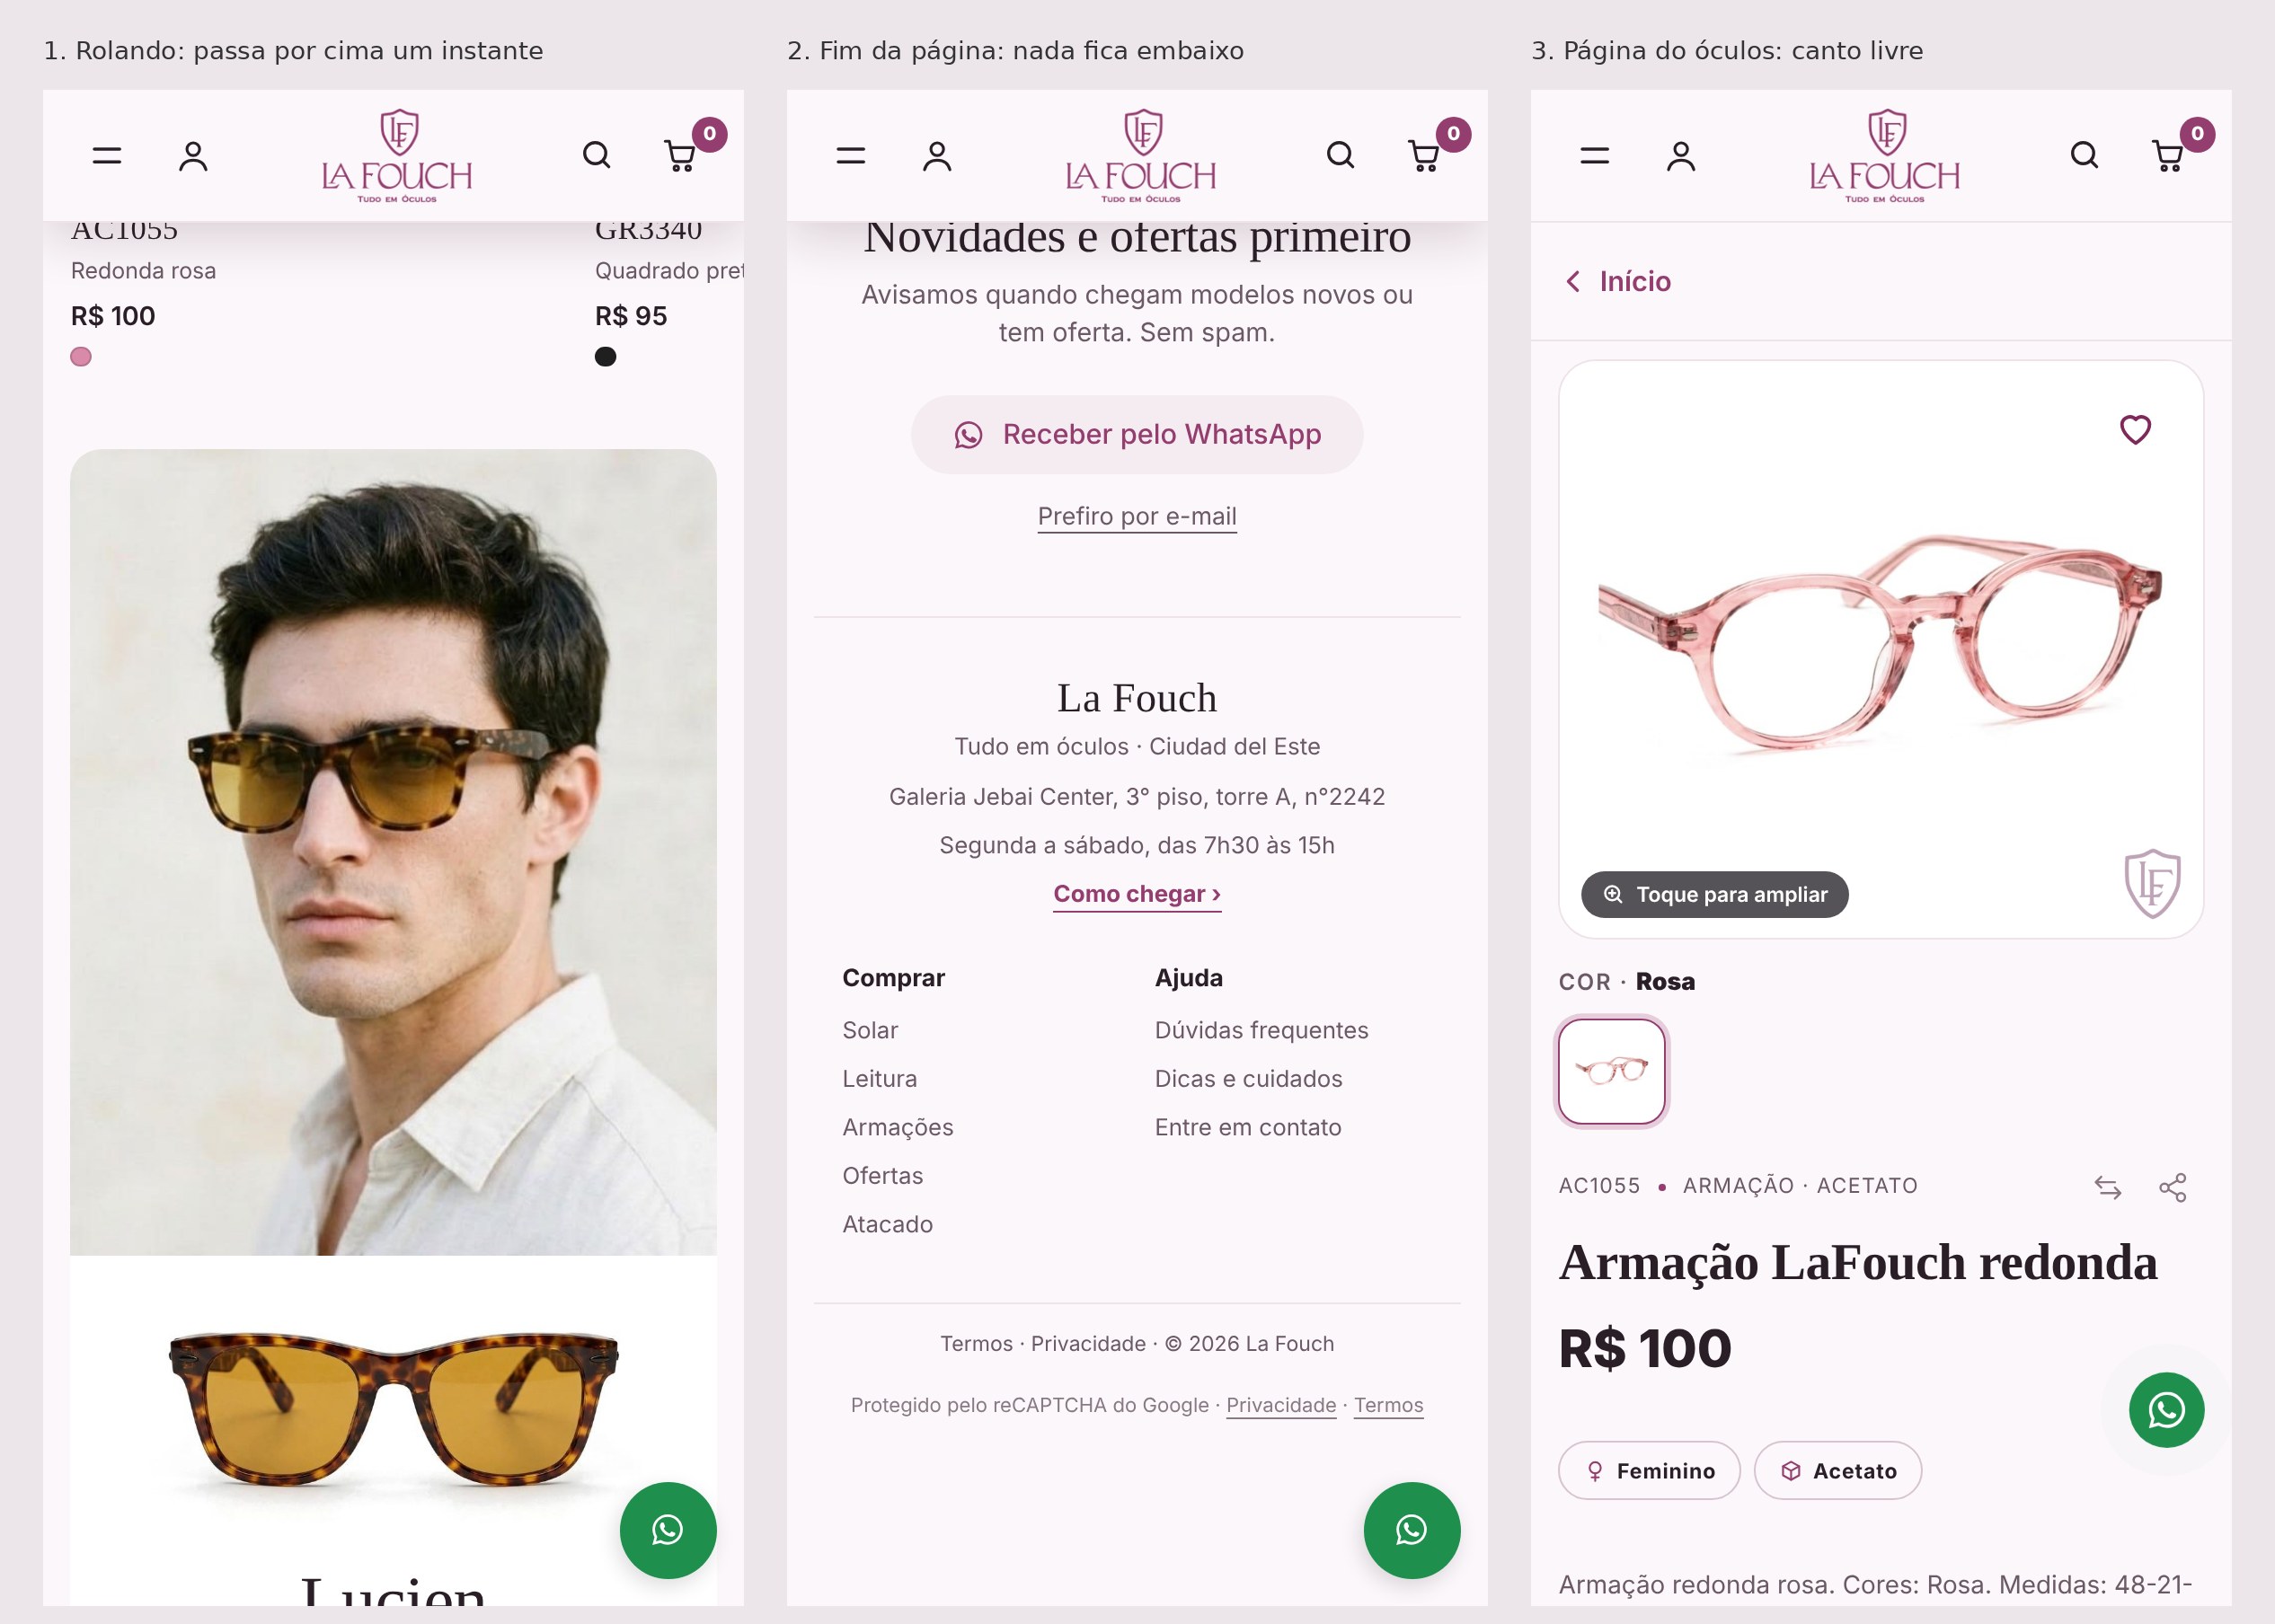 1. Rolando: passa por cima um instante
LF
LA FOUCH
TUDO EM ÓCULOS
0
AC1055
Redonda rosa
R$ 100
GR3340
Quadrado pret
R$ 95
Lucien
2. Fim da página: nada fica embaixo
LF
LA FOUCH
TUDO EM ÓCULOS
0
Novidades e ofertas primeiro
Avisamos quando chegam modelos novos ou
tem oferta. Sem spam.
Receber pelo WhatsApp
Prefiro por e-mail
La Fouch
Tudo em óculos · Ciudad del Este
Galeria Jebai Center, 3° piso, torre A, n°2242
Segunda a sábado, das 7h30 às 15h
Como chegar ›
Comprar
Solar
Leitura
Armações
Ofertas
Atacado
Ajuda
Dúvidas frequentes
Dicas e cuidados
Entre em contato
Termos · Privacidade · © 2026 La Fouch
Protegido pelo reCAPTCHA do Google · Privacidade · Termos
3. Página do óculos: canto livre
LF
LA FOUCH
TUDO EM ÓCULOS
0
Início
Toque para ampliar
LF
COR · Rosa
AC1055 • ARMAÇÃO · ACETATO
Armação LaFouch redonda
R$ 100
Feminino
Acetato
Armação redonda rosa. Cores: Rosa. Medidas: 48-21-